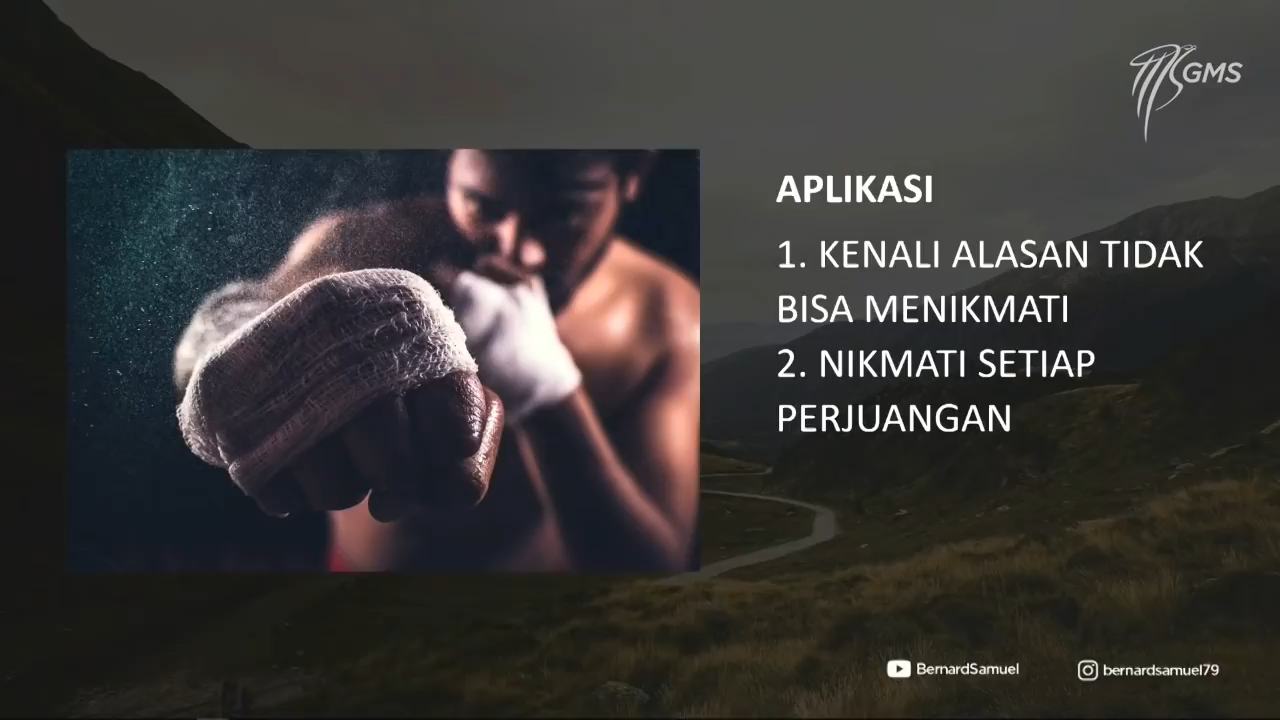 GMS
APLIKASI
1. KENALI ALASAN TIDAK
BISA MENIKMATI
2. NIKMATI SETIAP
PERJUANGAN
BernardSamuel
bernardsamuel79